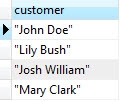 customer
"John Doe"
"Lily Bush"
"Josh William"
"Mary Clark"